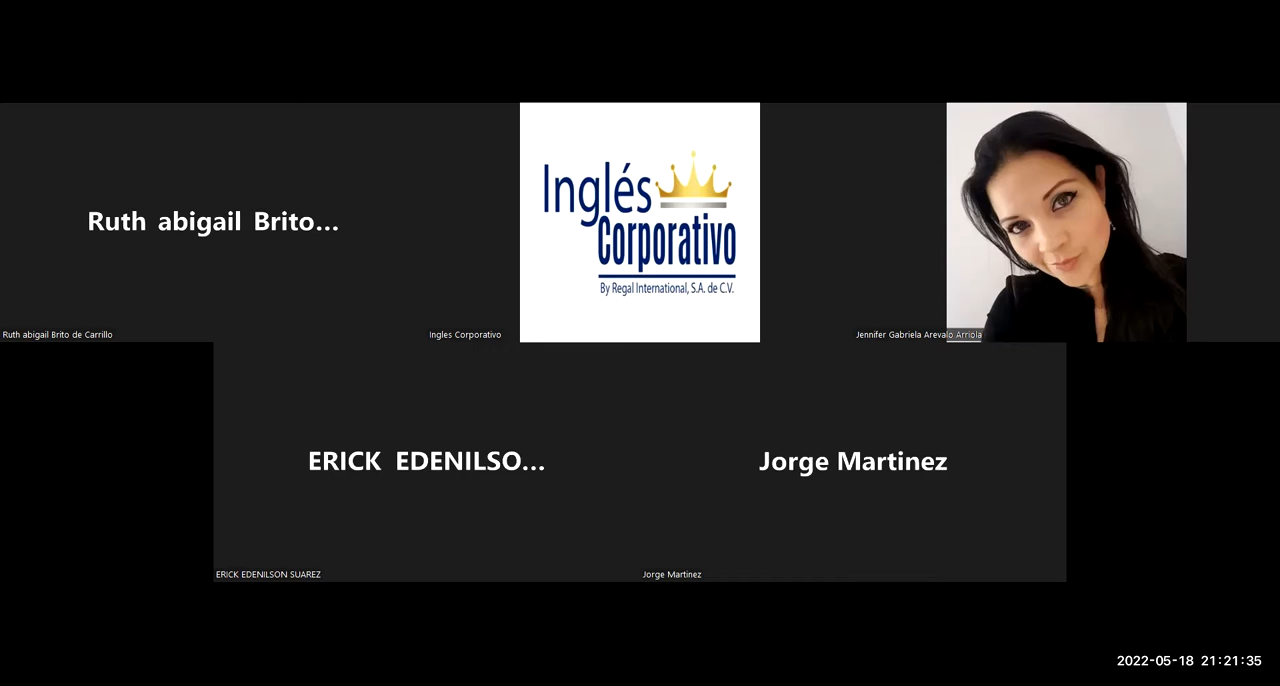 Ruth abigail Brito...
Inglés
Corporativo
By Regal International, S.A. de C.V.
Ruth abigail Brito de Carrillo
Ingles Corporativo
Jennifer Gabriela Arevalo Arriola
ERICK EDENILSO...
Jorge Martinez
ERICK EDENILSON SUAREZ
Jorge Martinez
2022-05-18 21:21:35